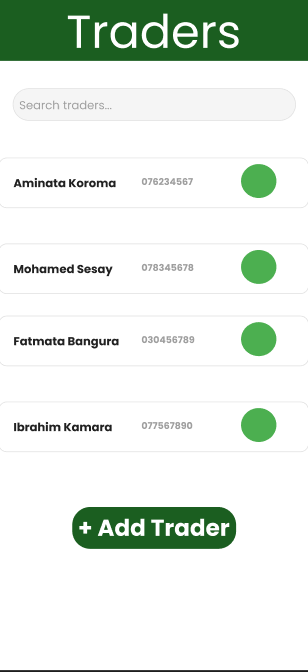 Traders
Search traders...
Aminata Koroma 076234567
Mohamed Sesay 078345678
Fatmata Bangura 030456789
Ibrahim Kamara 077567890
+ Add Trader